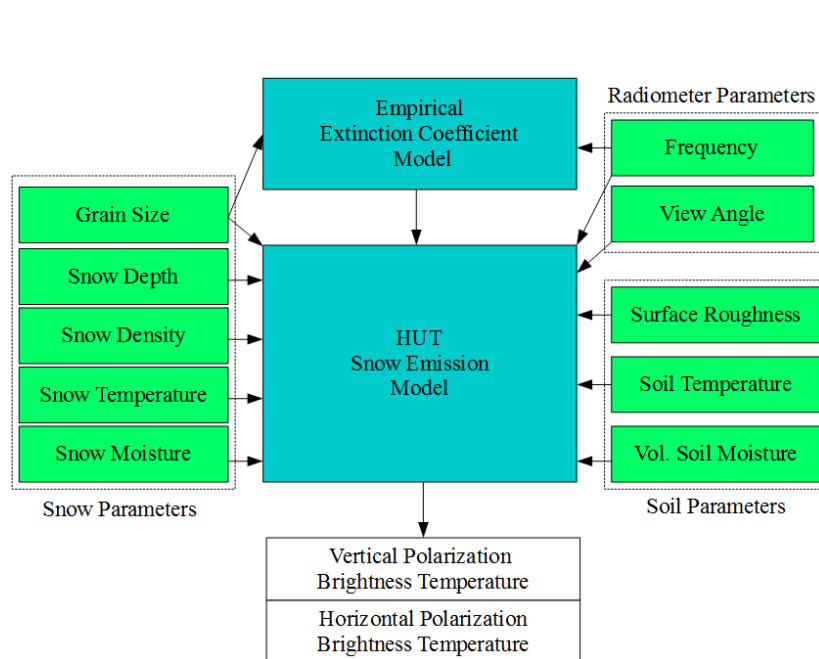 Empirical
Extinction Coefficient
Model
Radiometer Parameters
Frequency
View Angle
Grain Size
Snow Depth
Snow Density
Snow Temperature
Snow Moisture
Snow Parameters
HUT
Snow Emission
Model
Surface Roughness
Soil Temperature
Vol. Soil Moisture
Soil Parameters
Vertical Polarization
Brightness Temperature
Horizontal Polarization
Brightness Temperature